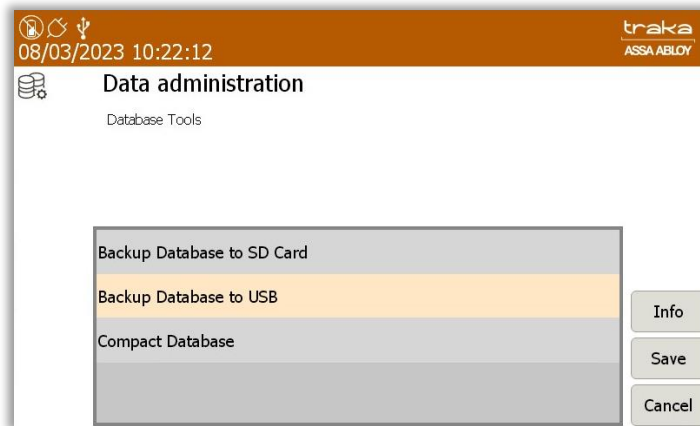 traka
08/03/2023 10:22:12
ASSA ABLOY
Data administration
Database Tools
Backup Database to SD Card
Backup Database to USB
Compact Database
Info
Save
Cancel